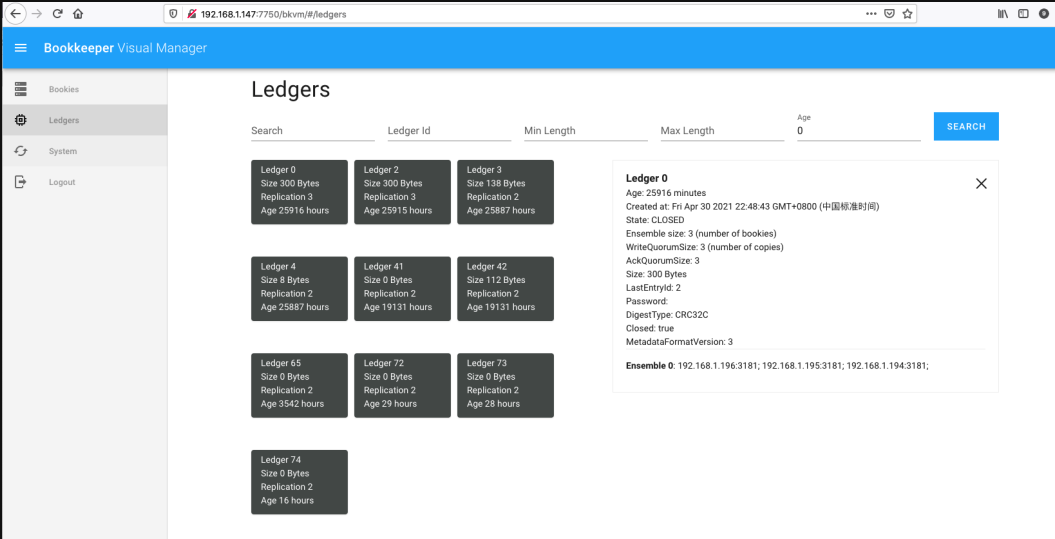 192.168.1.147:7750/bkvm/#/ledgers
Bookkeeper Visual Manager
Bookies
Ledgers
System
Logout
Ledgers
Search
Ledger Id
Min Length
Max Length
Age
0
SEARCH
Ledger 0
Size 300 Bytes
Replication 3
Age 25916 hours
Ledger 2
Size 300 Bytes
Replication 3
Age 25915 hours
Ledger 3
Size 138 Bytes
Replication 2
Age 25887 hours
Ledger 4
Size 8 Bytes
Replication 2
Age 25887 hours
Ledger 41
Size 0 Bytes
Replication 2
Age 19131 hours
Ledger 42
Size 112 Bytes
Replication 2
Age 19131 hours
Ledger 65
Size 0 Bytes
Replication 2
Age 3542 hours
Ledger 72
Size 0 Bytes
Replication 2
Age 29 hours
Ledger 73
Size 0 Bytes
Replication 2
Age 28 hours
Ledger 74
Size 0 Bytes
Replication 2
Age 16 hours
Ledger 0
Age: 25916 minutes
Created at: Fri Apr 30 2021 22:48:43 GMT+0800 (中国标准时间)
State: CLOSED
Ensemble size: 3 (number of bookies)
WriteQuorumSize: 3 (number of copies)
AckQuorumSize: 3
Size: 300 Bytes
LastEntryId: 2
Password:
DigestType: CRC32C
Closed: true
MetadataFormatVersion: 3
Ensemble 0: 192.168.1.196:3181; 192.168.1.195:3181; 192.168.1.194:3181;